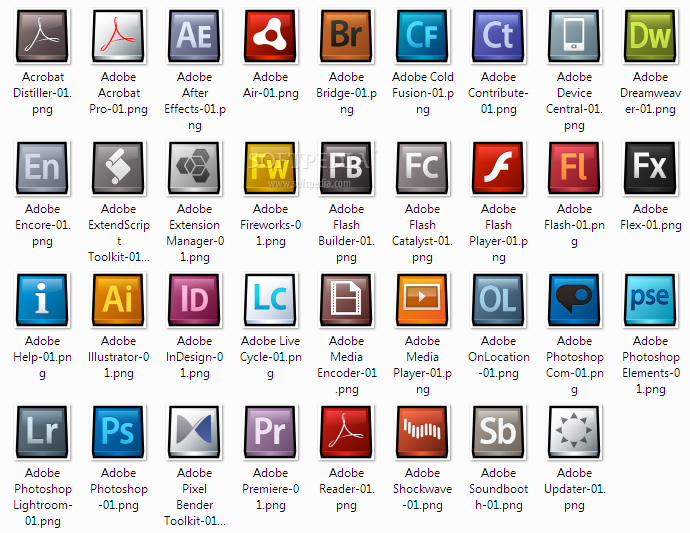 AE
Br
CF
Ct
Dw
Acrobat
Distiller-01.
png
Adobe
Acrobat
Pro-01.png
Adobe
After
Effects-01.p
ng
Adobe
Air-01.png
Adobe
Bridge-01.p
ng
Adobe Cold
Fusion-01.p
ng
Adobe
Contribute-
01.png
Adobe
Device
Central-01.
png
Adobe
Dreamweav
er-01.png
En
Fw
FB
Fc
Fl
Fx
SOFTPEDIA
www.softpedia.com
Adobe
Encore-01.
png
Adobe
ExtendScrip
t
Toolkit-01...
Adobe
Extension
Manager-0
1.png
Adobe
Fireworks-0
1.png
Adobe
Flash
Builder-01.
png
Adobe
Flash
Catalyst-01.
png
Adobe
Flash
Player-01.p
ng
Adobe
Flash-01.pn
g
Adobe
Flex-01.png
i
Ai
ID
LC
OL
pse
Adobe
Help-01.pn
g
Adobe
Illustrator-0
1.png
Adobe
InDesign-0
1.png
Adobe Live
Cycle-01.pn
g
Adobe
Media
Encoder-01
.png
Adobe
Media
Player-01.p
ng
Adobe
OnLocation
-01.png
Adobe
Photoshop
Com-01.pn
g
Adobe
Photoshop
Elements-0
1.png
Lr
Ps
Pr
Sb
Adobe
Photoshop
Lightroom-
01.png
Adobe
Photoshop
-01.png
Adobe
Pixel
Bender
Toolkit-01...
Adobe
Premiere-0
1.png
Adobe
Reader-01.
png
Adobe
Shockwave
-01.png
Adobe
Soundboot
h-01.png
Adobe
Updater-01.
png